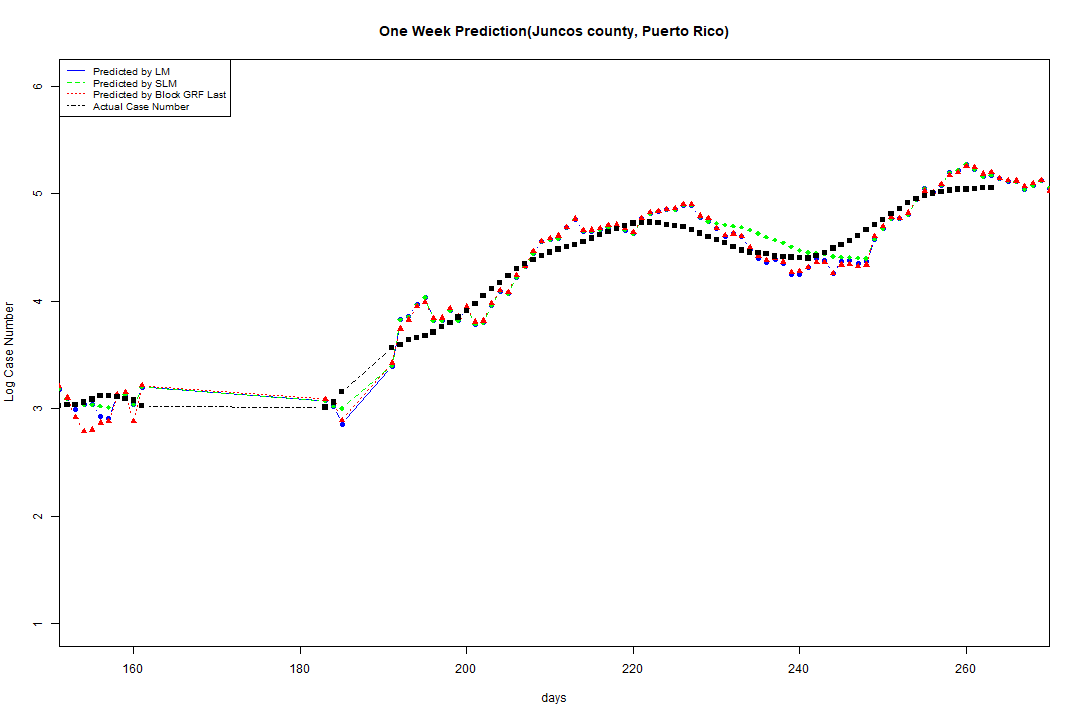 One Week Prediction(Juncos county, Puerto Rico)
Predicted by LM
Predicted by SLM
Predicted by Block GRF Last
Actual Case Number
6
5
4
3
2
1
Log Case Number
160 180 200 220 240 260
days